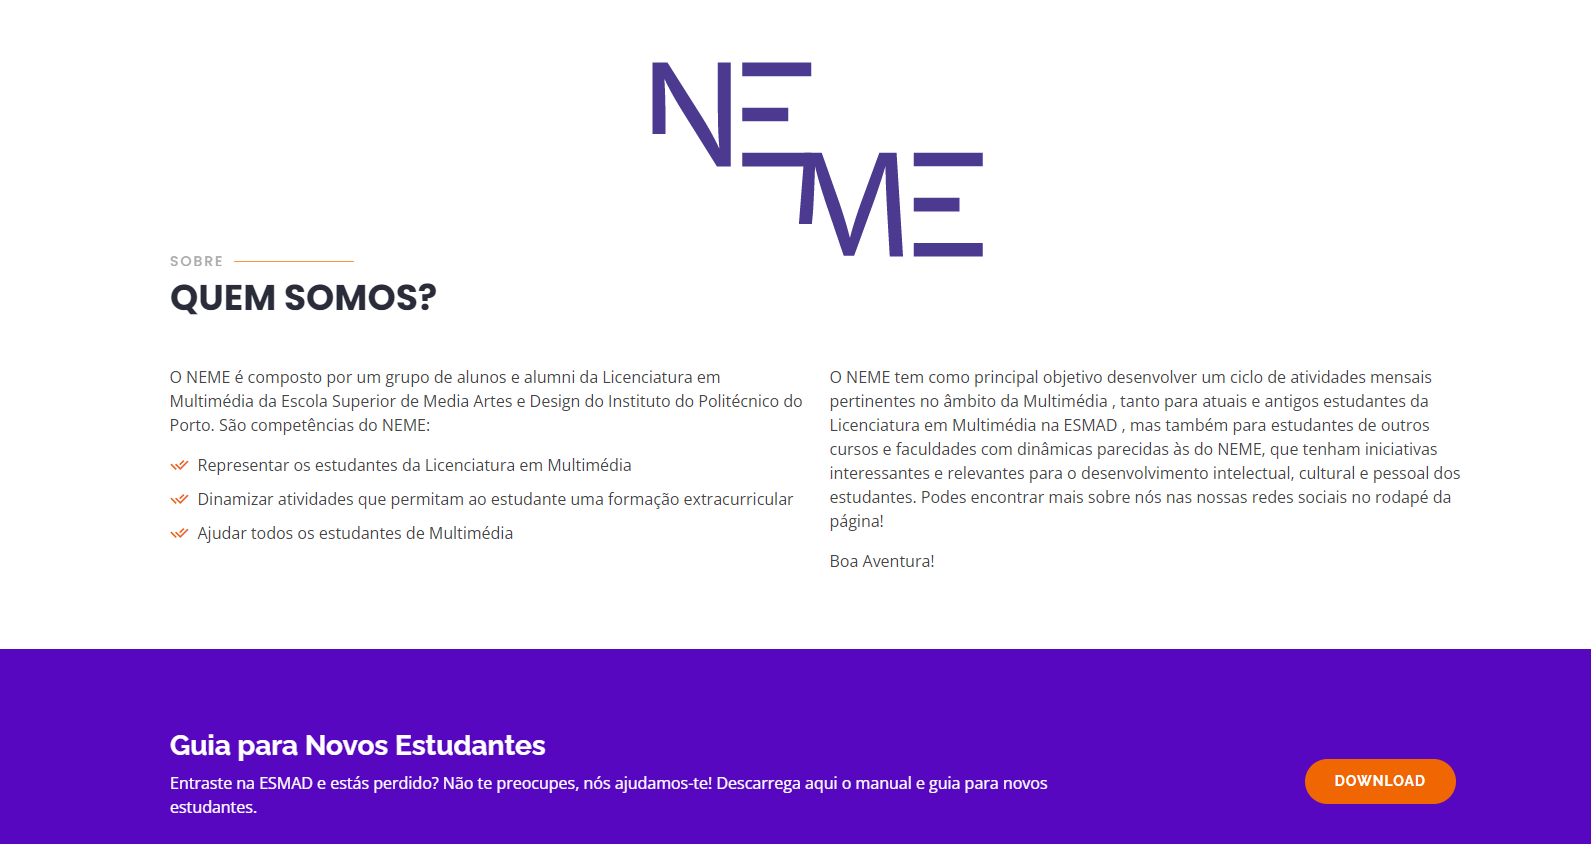 NE
ME
SOBRE
QUEM SOMOS?
O NEME é composto por um grupo de alunos e alumni da Licenciatura em
Multimédia da Escola Superior de Media Artes e Design do Instituto do Politécnico do
Porto. São competências do NEME:
Representar os estudantes da Licenciatura em Multimédia
Dinamizar atividades que permitam ao estudante uma formação extracurricular
Ajudar todos os estudantes de Multimédia
O NEME tem como principal objetivo desenvolver um ciclo de atividades mensais
pertinentes no âmbito da Multimédia , tanto para atuais e antigos estudantes da
Licenciatura em Multimédia na ESMAD , mas também para estudantes de outros
cursos e faculdades com dinâmicas parecidas às do NEME, que tenham iniciativas
interessantes e relevantes para o desenvolvimento intelectual, cultural e pessoal dos
estudantes. Podes encontrar mais sobre nós nas nossas redes sociais no rodapé da
página!
Boa Aventura!
Guia para Novos Estudantes
Entraste na ESMAD e estás perdido? Não te preocupes, nós ajudamos-te! Descarrega aqui o manual e guia para novos
estudantes.
DOWNLOAD